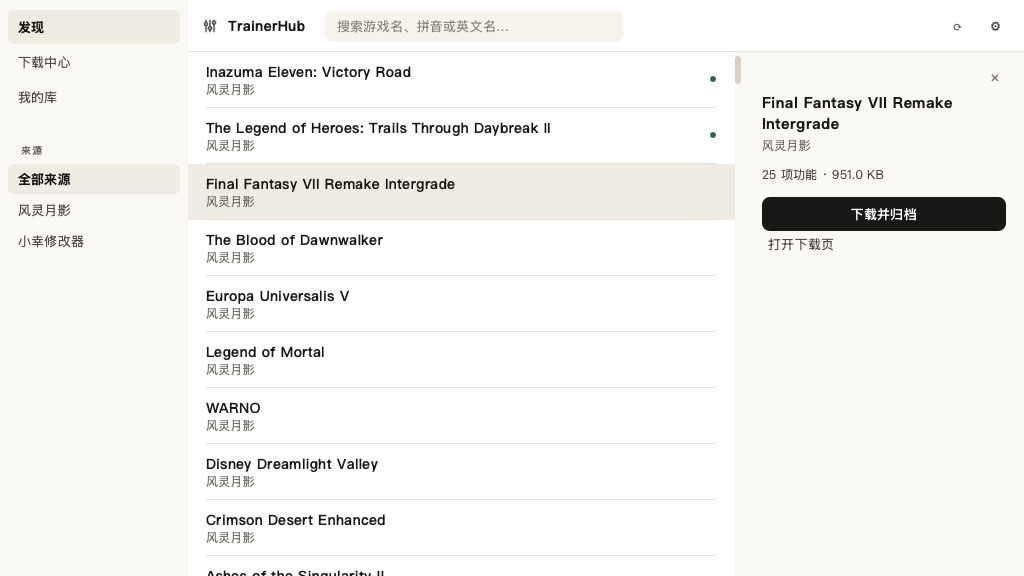 发现
下载中心
我的库
来源
全部来源
风灵月影
小幸修改器
TrainerHub
搜索游戏名、拼音或英文名...
Inazuma Eleven: Victory Road
风灵月影
The Legend of Heroes: Trails Through Daybreak II
风灵月影
Final Fantasy VII Remake Intergrade
风灵月影
The Blood of Dawnwalker
风灵月影
Europa Universalis V
风灵月影
Legend of Mortal
风灵月影
WARNO
风灵月影
Disney Dreamlight Valley
风灵月影
Crimson Desert Enhanced
风灵月影
Ashes of the Singularity II
Final Fantasy VII Remake
Intergrade
风灵月影
25 项功能 · 951.0 KB
下载并归档
打开下载页